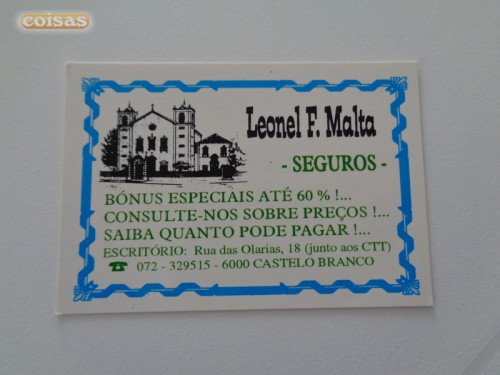 coisas
Leonel F. Malta
- SEGUROS -
BÓNUS ESPECIAIS ATÉ 60 % !...
CONSULTE-NOS SOBRE PREÇOS !...
SAIBA QUANTO PODE PAGAR !...
ESCRITÓRIO: Rua das Olarias, 18 (junto aos CTT)
☎ 072 - 329515 - 6000 CASTELO BRANCO